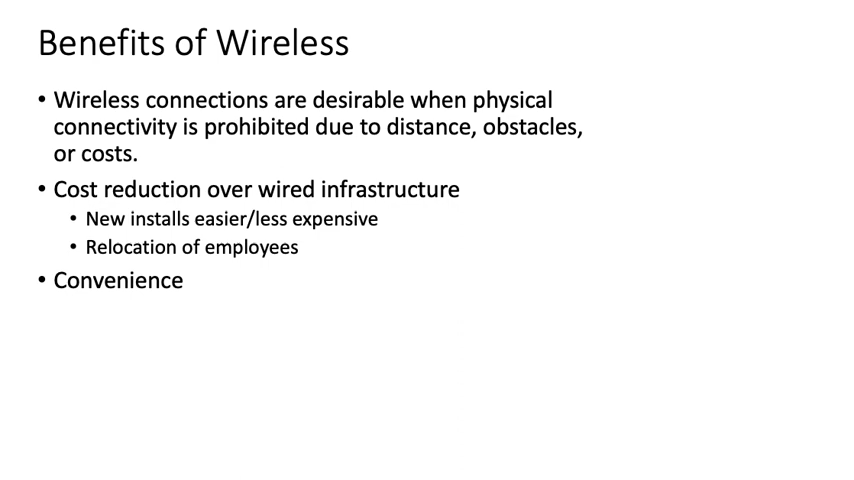 Benefits of Wireless
• Wireless connections are desirable when physical
connectivity is prohibited due to distance, obstacles,
or costs.
• Cost reduction over wired infrastructure
• New installs easier/less expensive
• Relocation of employees
• Convenience